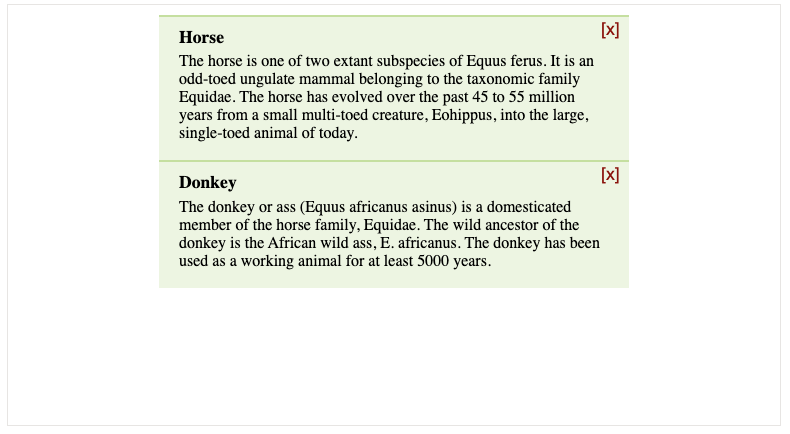 Horse
[x]
The horse is one of two extant subspecies of Equus ferus. It is an
odd-toed ungulate mammal belonging to the taxonomic family
Equidae. The horse has evolved over the past 45 to 55 million
years from a small multi-toed creature, Eohippus, into the large,
single-toed animal of today.
Donkey
[x]
The donkey or ass (Equus africanus asinus) is a domesticated
member of the horse family, Equidae. The wild ancestor of the
donkey is the African wild ass, E. africanus. The donkey has been
used as a working animal for at least 5000 years.